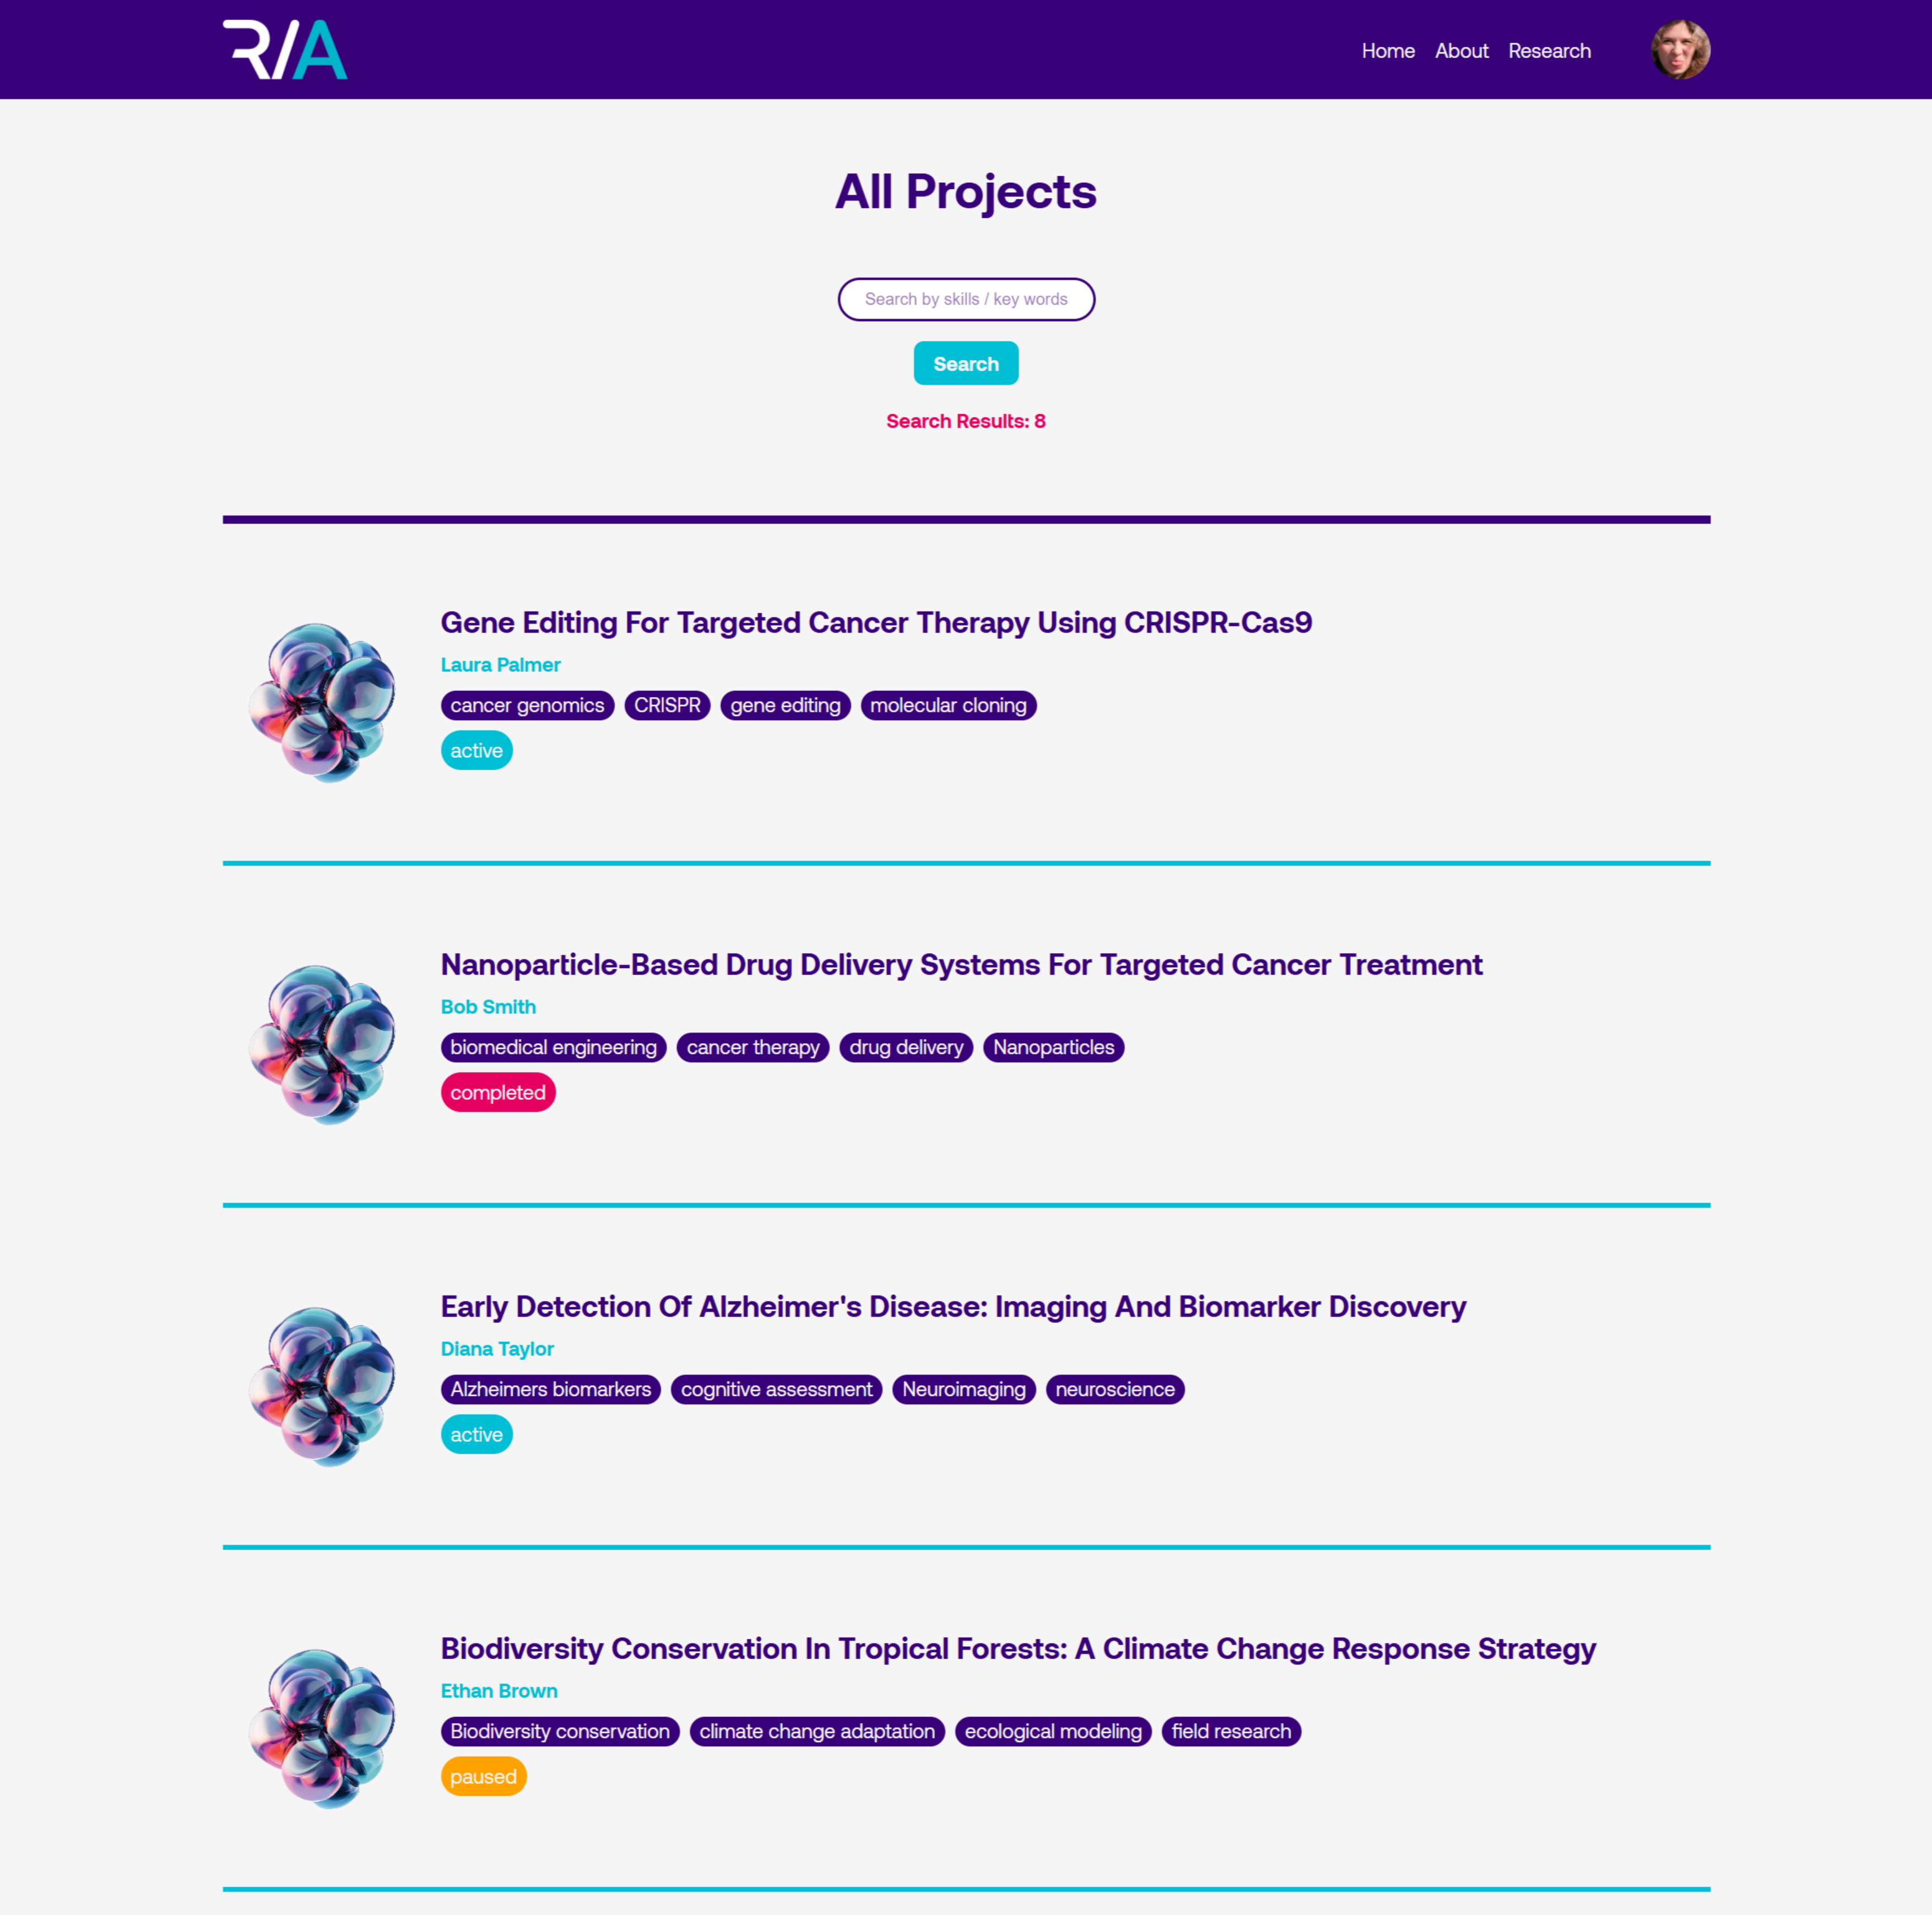 R/A
Home About Research
All Projects
Search by skills / key words
Search
Search Results: 8
Gene Editing For Targeted Cancer Therapy Using CRISPR-Cas9
Laura Palmer
cancer genomics CRISPR gene editing molecular cloning
active
Nanoparticle-Based Drug Delivery Systems For Targeted Cancer Treatment
Bob Smith
biomedical engineering cancer therapy drug delivery Nanoparticles
completed
Early Detection Of Alzheimer's Disease: Imaging And Biomarker Discovery
Diana Taylor
Alzheimers biomarkers cognitive assessment Neuroimaging neuroscience
active
Biodiversity Conservation In Tropical Forests: A Climate Change Response Strategy
Ethan Brown
Biodiversity conservation climate change adaptation ecological modeling field research
paused